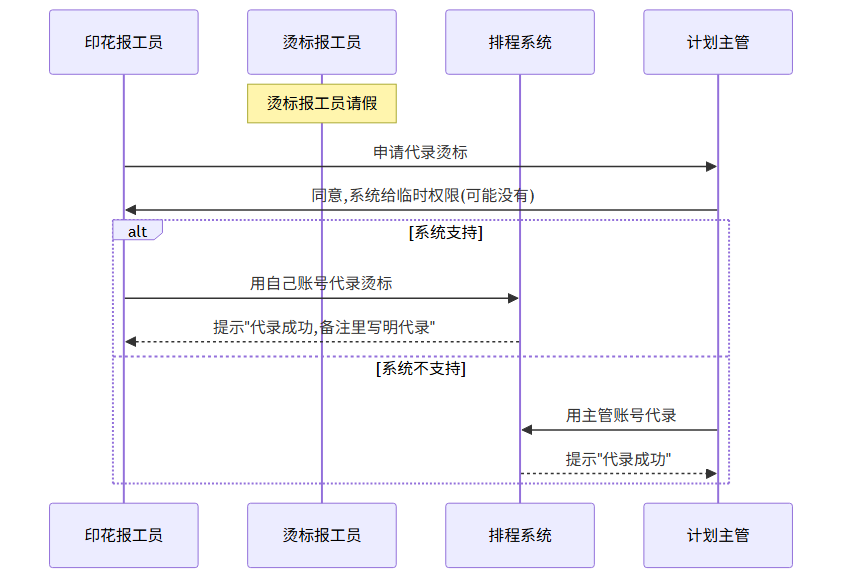 印花报工员
烫标报工员
排程系统
计划主管
烫标报工员请假
申请代录烫标
同意,系统给临时权限(可能没有)
alt
[系统支持]
用自己账号代录烫标
提示"代录成功,备注里写明代录"
[系统不支持]
用主管账号代录
提示"代录成功"
印花报工员
烫标报工员
排程系统
计划主管